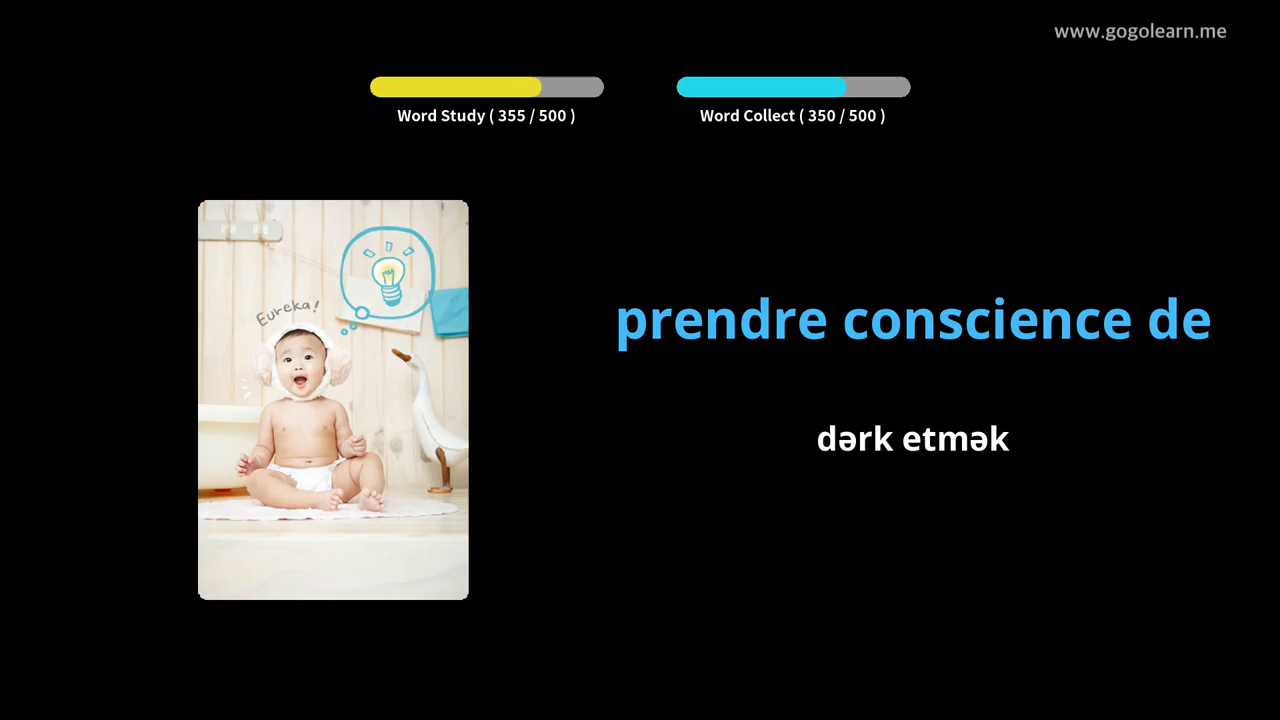 www.gogolearn.me
Word Study ( 355 / 500 )
Word Collect ( 350 / 500 )
Eureka!
prendre conscience de
dərk etmək